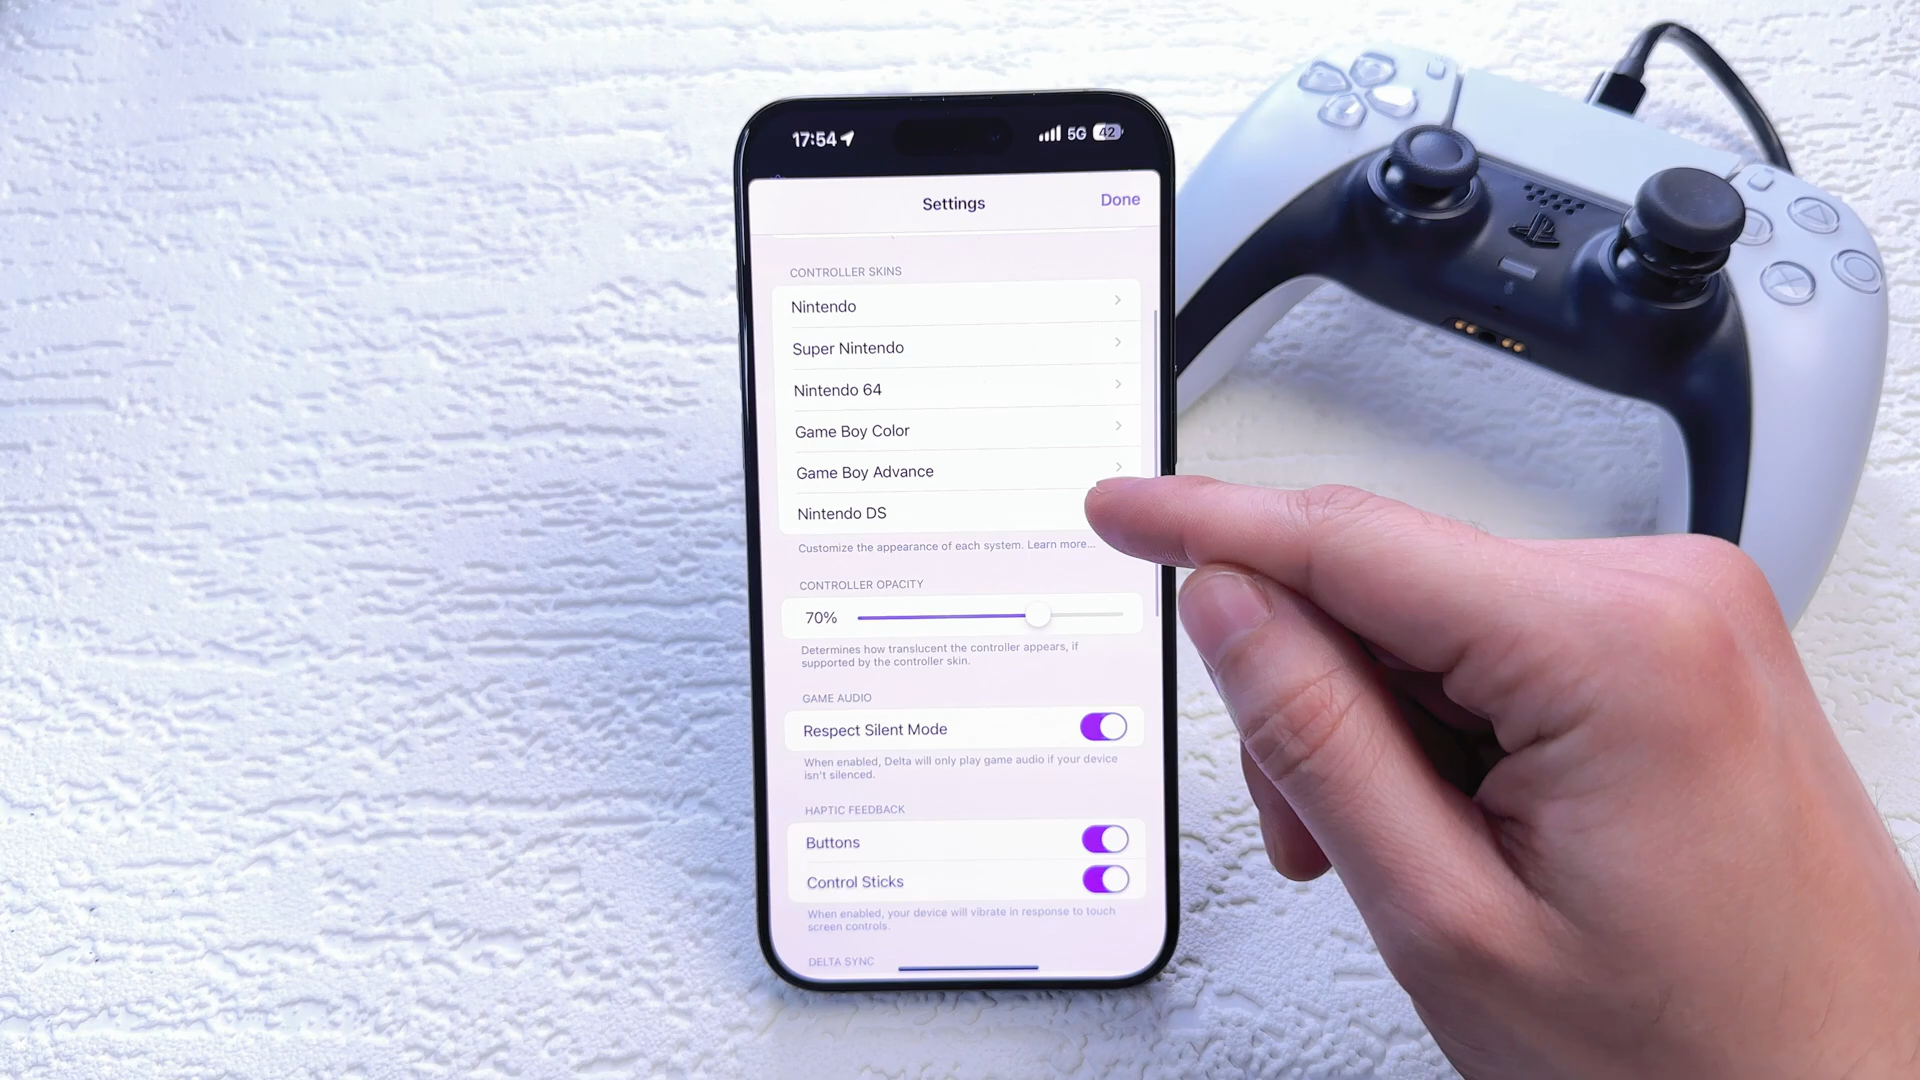 17:54
5G 42
Settings
Done
CONTROLLER SKINS
Nintendo
Super Nintendo
Nintendo 64
Game Boy Color
Game Boy Advance
Nintendo DS
Customize the appearance of each system. Learn more...
CONTROLLER OPACITY
70%
Determines how translucent the controller appears, if
supported by the controller skin.
GAME AUDIO
Respect Silent Mode
When enabled, Delta will only play game audio if your device
isn't silenced.
HAPTIC FEEDBACK
Buttons
Control Sticks
When enabled, your device will vibrate in response to touch
screen controls.
DELTA SYNC